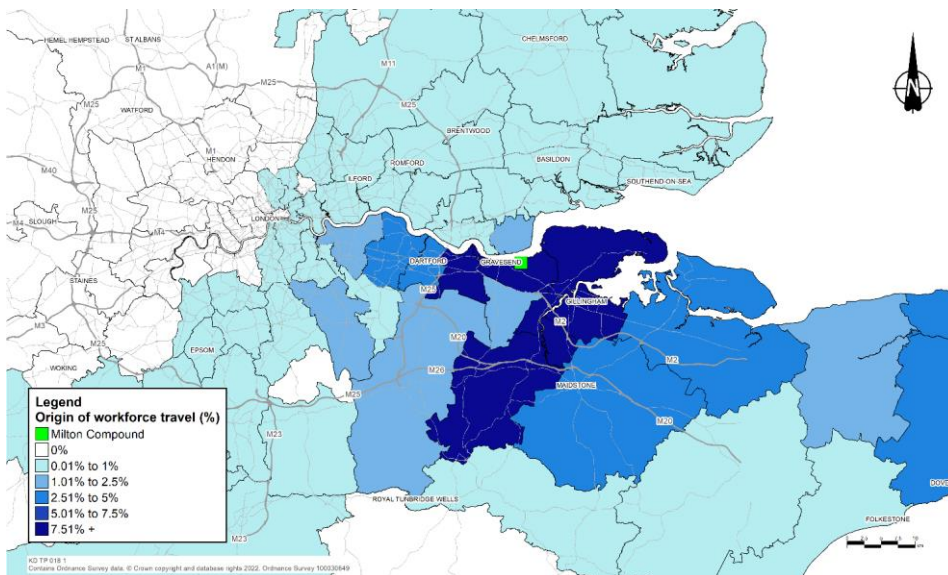 HEMEL HEMPSTEAD
ST ALBANS
CHELMSFORD
M1
A1(M)
M25
M11
WATFORD
M25
M25
BRENTWOOD
HENDON
M1
ROMFORD
BASILDON
M40
ILFORD
M25
SOUTHEND-ON-SEA
SLOUGH
LONDON
M4
M4
DARTFORD
GRAVESEND
STAINES
M25
GILLINGHAM
M3
M20
M2
EPSOM
M26
M2
WOKING
M25
MAIDSTONE
M25
M20
M23
ROYAL TUNBRIDGE WELLS
FOLKESTONE
M23
N
Legend
Origin of workforce travel (%)
Milton Compound
0%
0.01% to 1%
1.01% to 2.5%
2.51% to 5%
5.01% to 7.5%
7.51% +
KD TP 018 1
Contains Ordnance Survey data. © Crown copyright and database rights 2022. Ordnance Survey 100030649